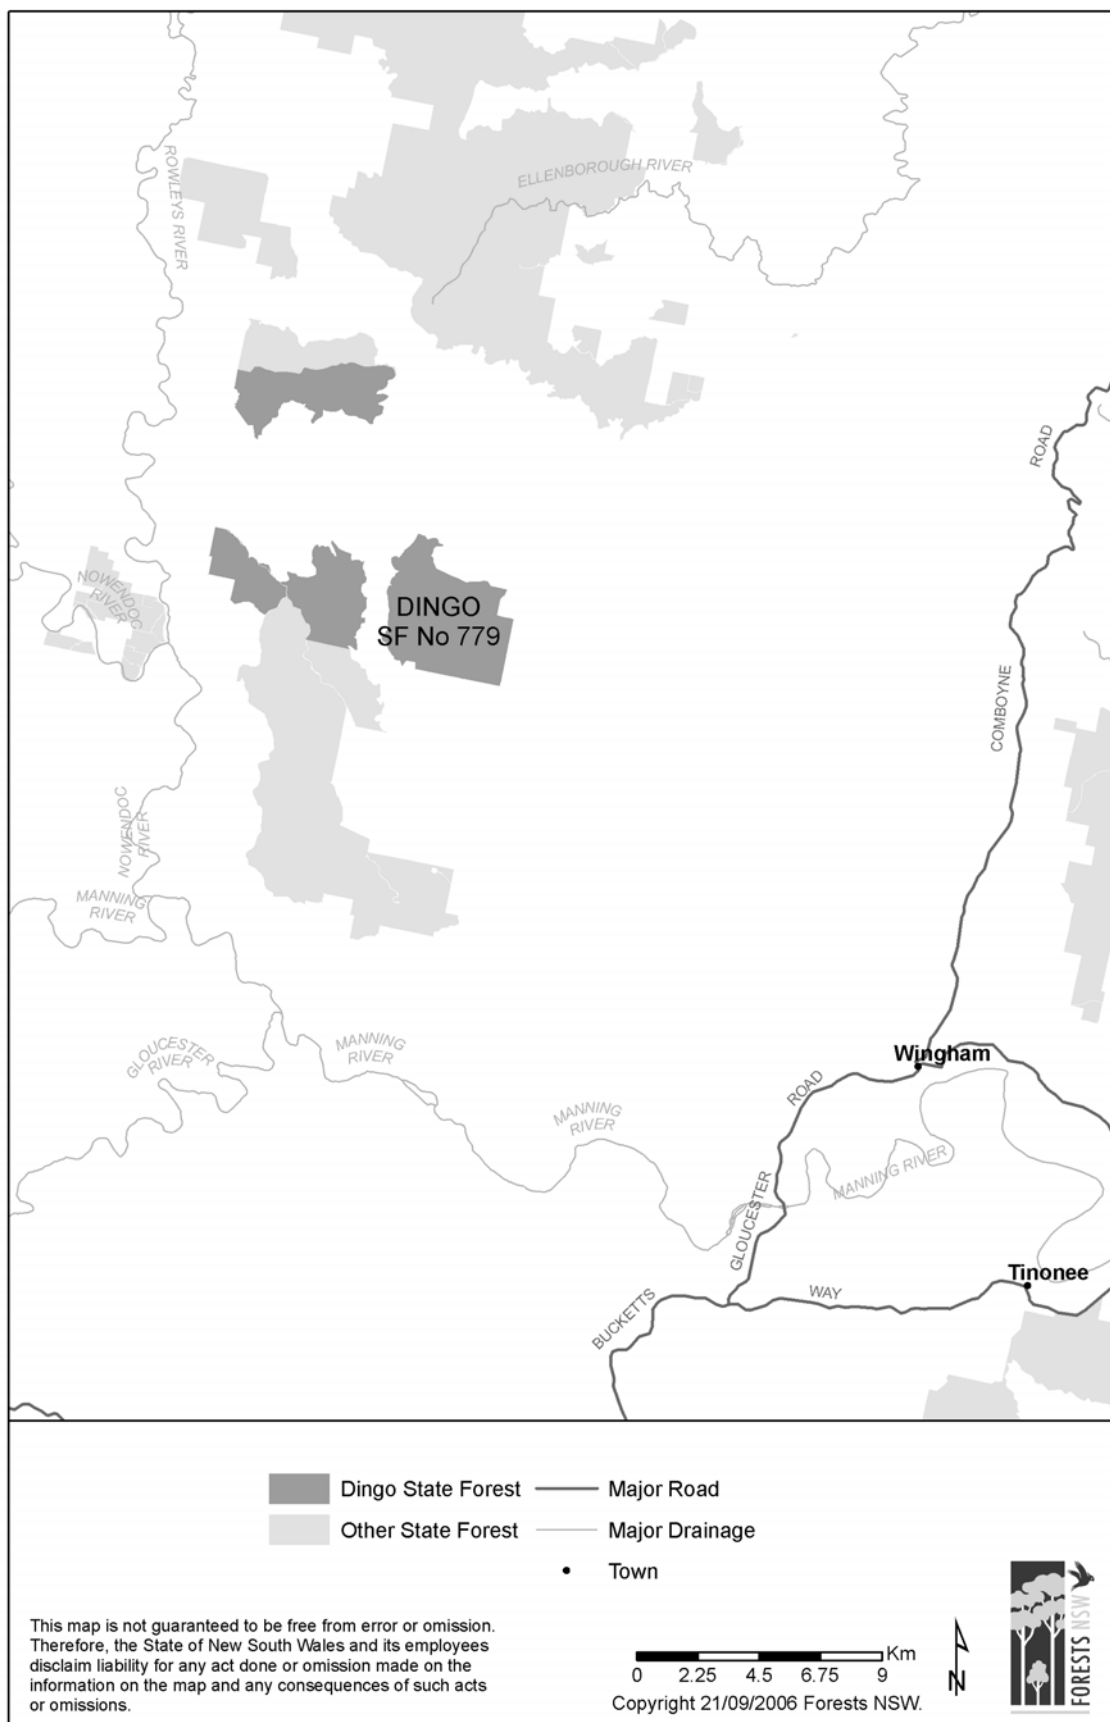 ELLENBOROUGH RIVER
ROWLEYS RIVER
ROAD
NOWENDOC
RIVER
DINGO
SF No 779
COMBOYNE
NOWENDOC
RIVER
MANNING
RIVER
GLOUCESTER
RIVER
MANNING
RIVER
Wingham
ROAD
MANNING
RIVER
MANNING RIVER
GLOUCESTER
Tinonee
WAY
BUCKETTS
Dingo State Forest
Major Road
Other State Forest
Major Drainage
Town
This map is not guaranteed to be free from error or omission.
Therefore, the State of New South Wales and its employees
disclaim liability for any act done or omission made on the
information on the map and any consequences of such acts
or omissions.
Km
0 2.25 4.5 6.75 9
Copyright 21/09/2006 Forests NSW.
N
FORESTS NSW